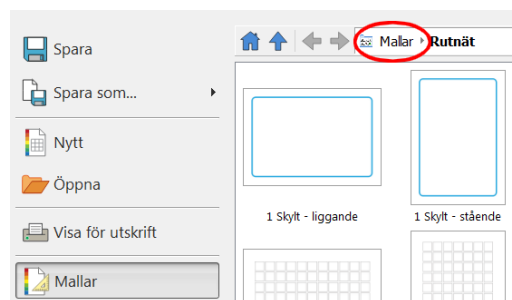 Spara
Spara som...
Nytt
Öppna
Visa för utskrift
Mallar
Mallar Rutnät
1 Skylt - liggande
1 Skylt - stående